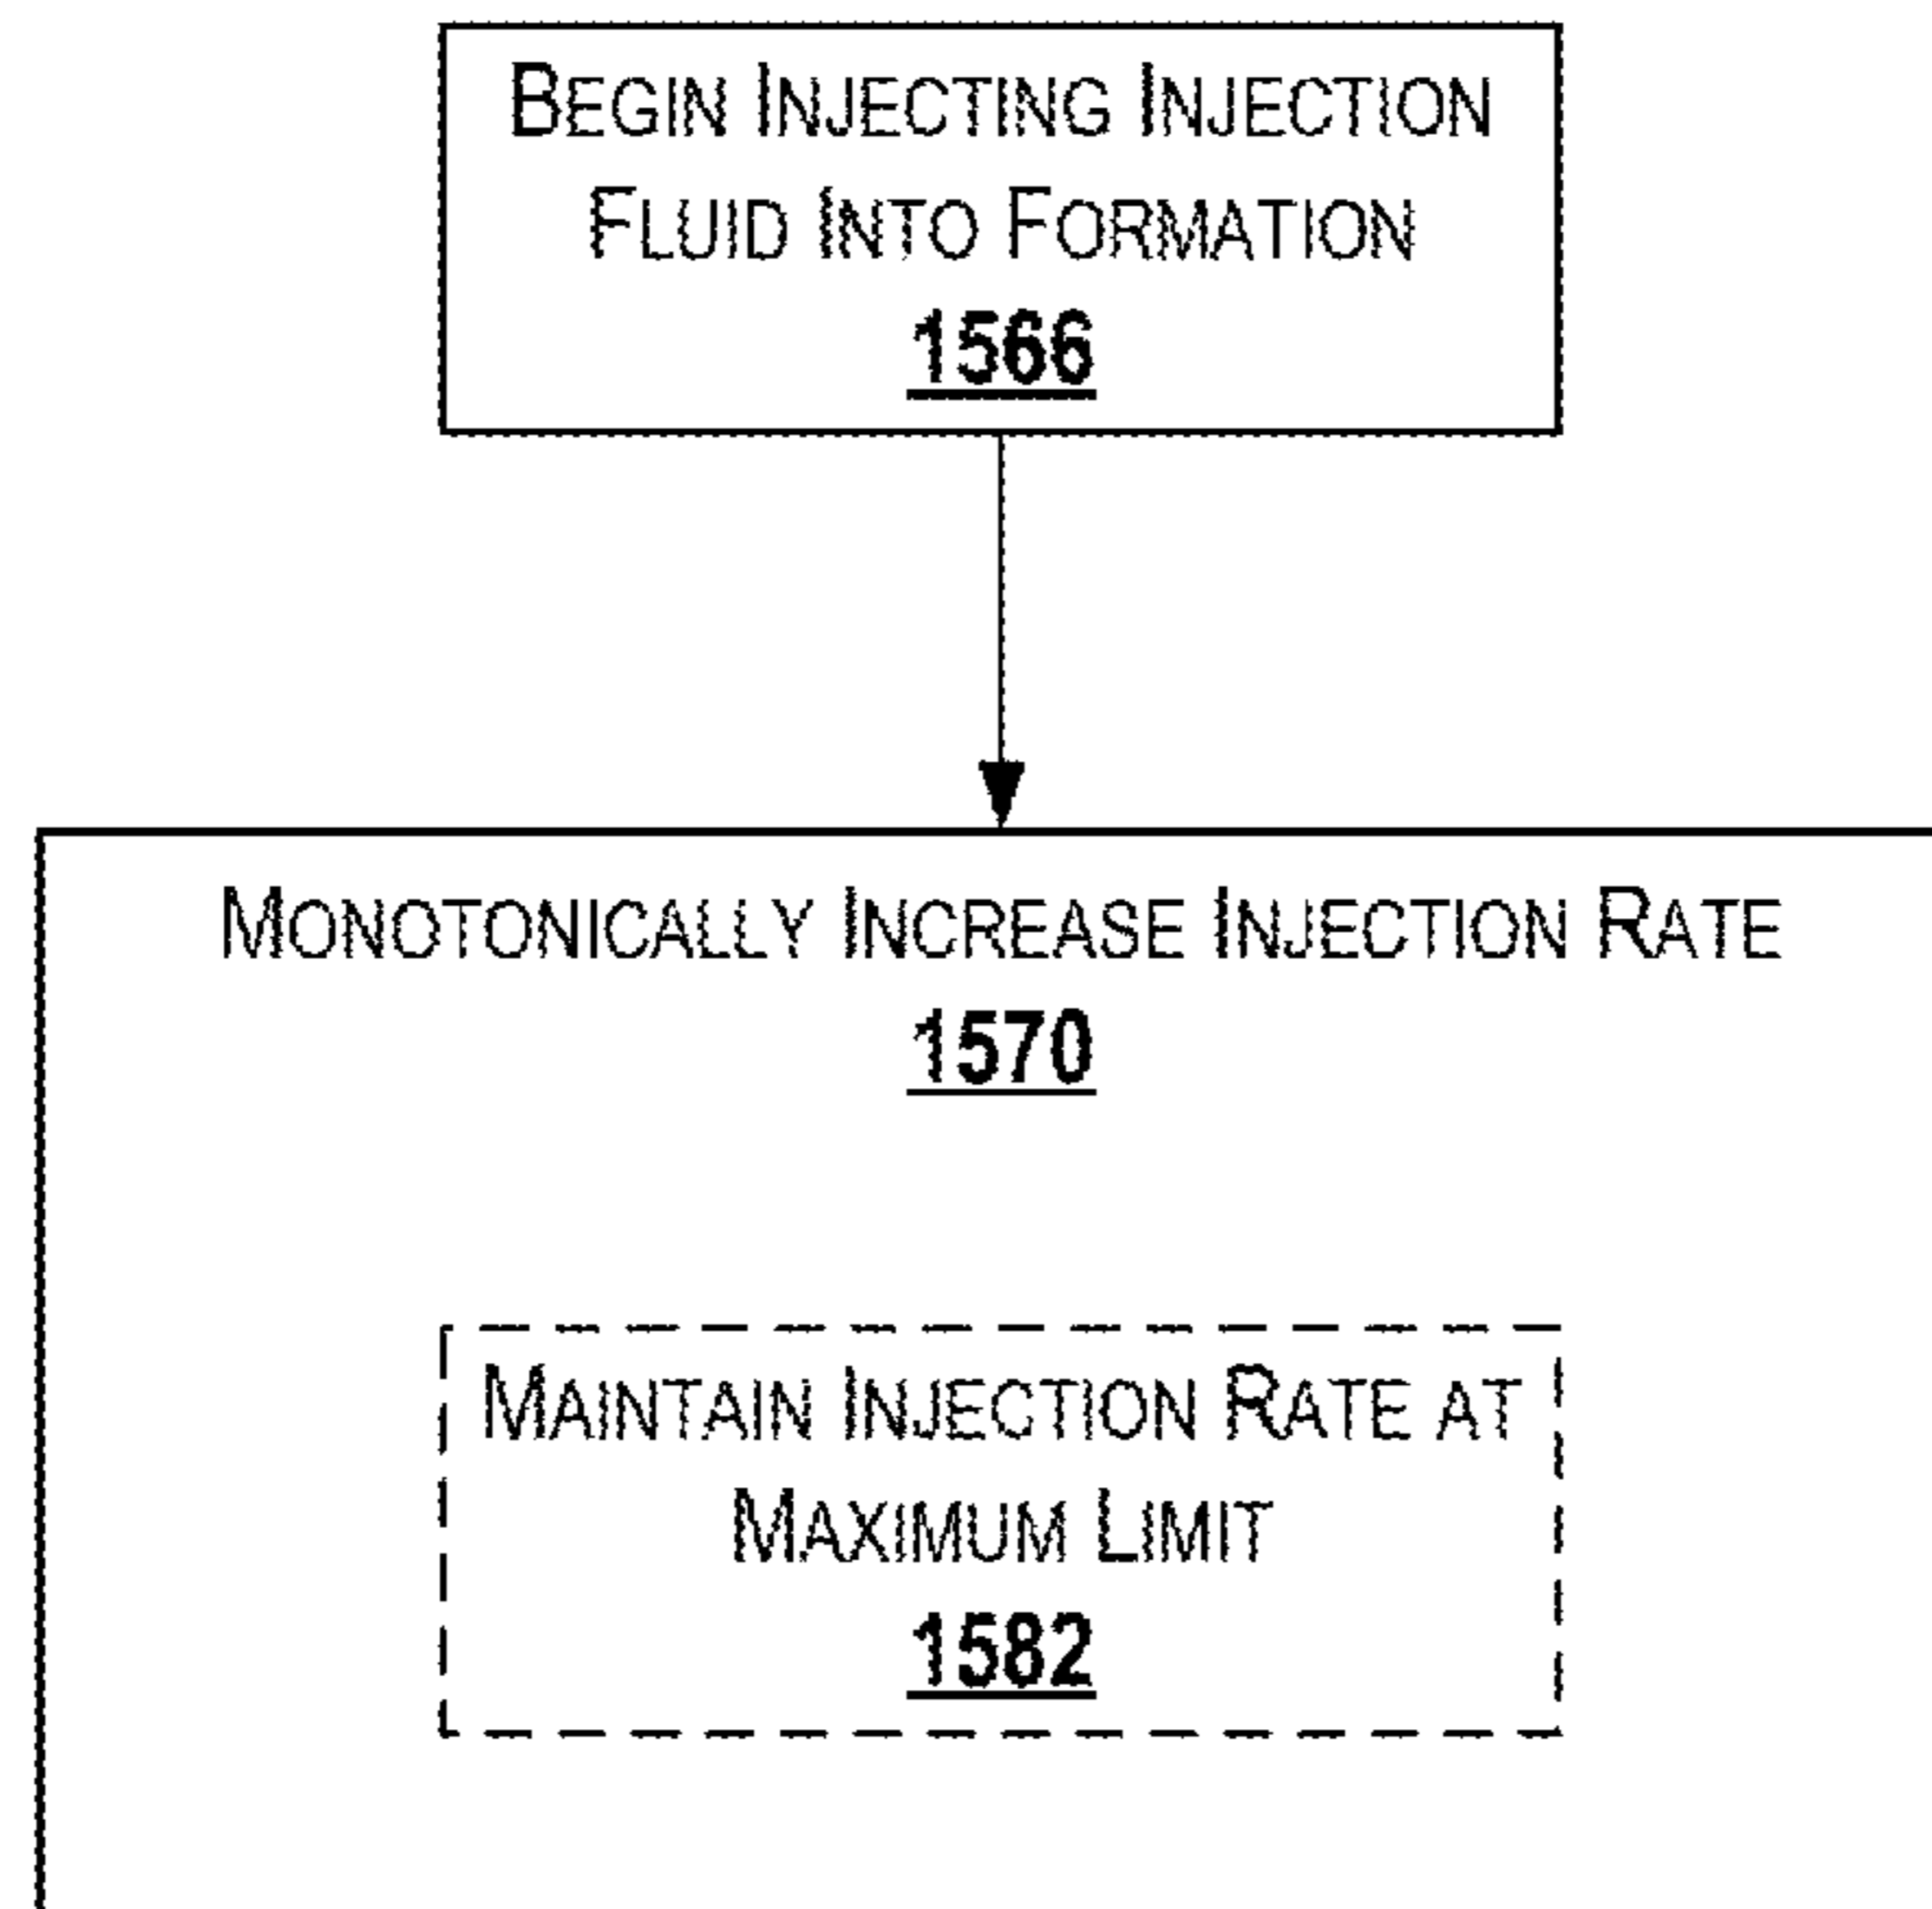 BEGIN INJECTING INJECTION
FLUID INTO FORMATION
1566
MONOTONICALLY INCREASE INJECTION RATE
1570
MAINTAIN INJECTION RATE AT
MAXIMUM LIMIT
1582